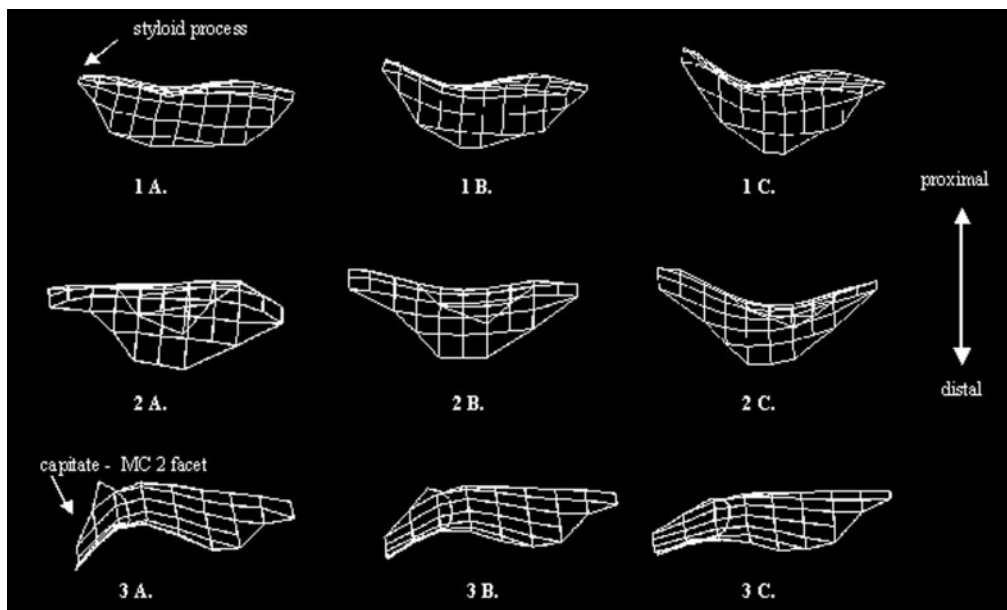 styloid process
1 A.
1 B.
1 C.
proximal
2 A.
2 B.
2 C.
distal
capitate - MC 2 facet
3 A.
3 B.
3 C.